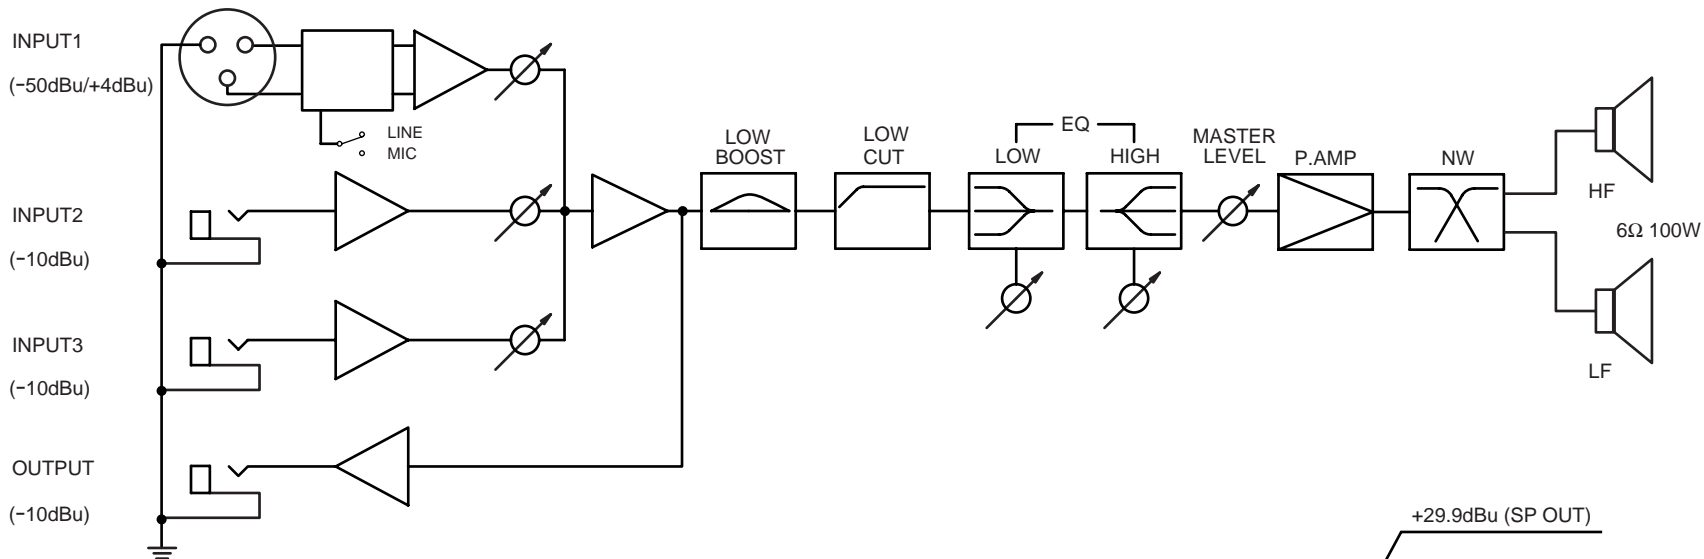 INPUT1
(−50dBu/+4dBu)
LINE
MIC
INPUT2
(−10dBu)
INPUT3
(−10dBu)
OUTPUT
(−10dBu)
LOW
BOOST
LOW
CUT
EQ
LOW
HIGH
MASTER
LEVEL
P.AMP
NW
HF
6Ω 100W
LF
+29.9dBu (SP OUT)